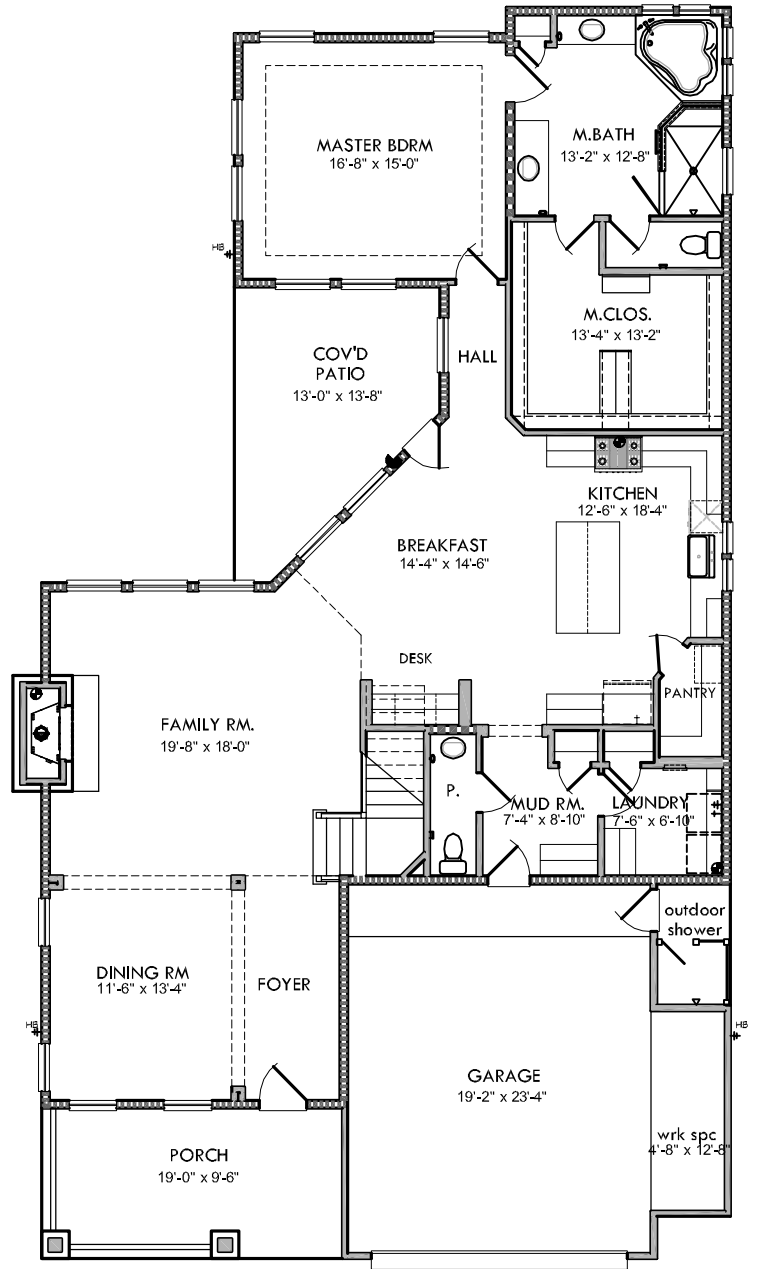 MASTER BDRM
16'-8" x 15'-0"
M.BATH
13'-2" x 12'-8"
HB
M.CLOS.
13'-4" x 13'-2"
COV'D
PATIO
13'-0" x 13'-8"
HALL
KITCHEN
12'-6" x 18'-4"
BREAKFAST
14'-4" x 14'-6"
DESK
PANTRY
FAMILY RM.
19'-8" x 18'-0"
P.
MUD RM.
7'-4" x 8'-10"
LAUNDRY
7'-6" x 6'-10"
outdoor
shower
DINING RM
11'-6" x 13'-4"
FOYER
HB
HB
GARAGE
19'-2" x 23'-4"
wrk spc
4'-8" x 12'-8"
PORCH
19'-0" x 9'-6"